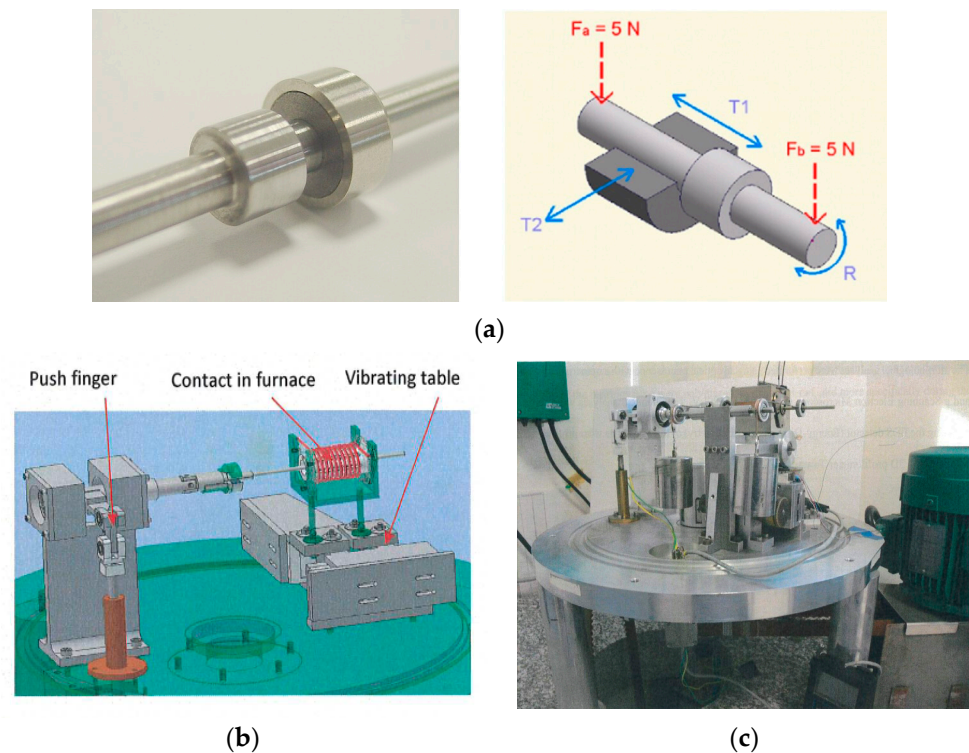 Fa = 5 N
T1
Fb = 5 N
T2
R
(a)
Push finger
Contact in furnace
Vibrating table
(b)
(c)